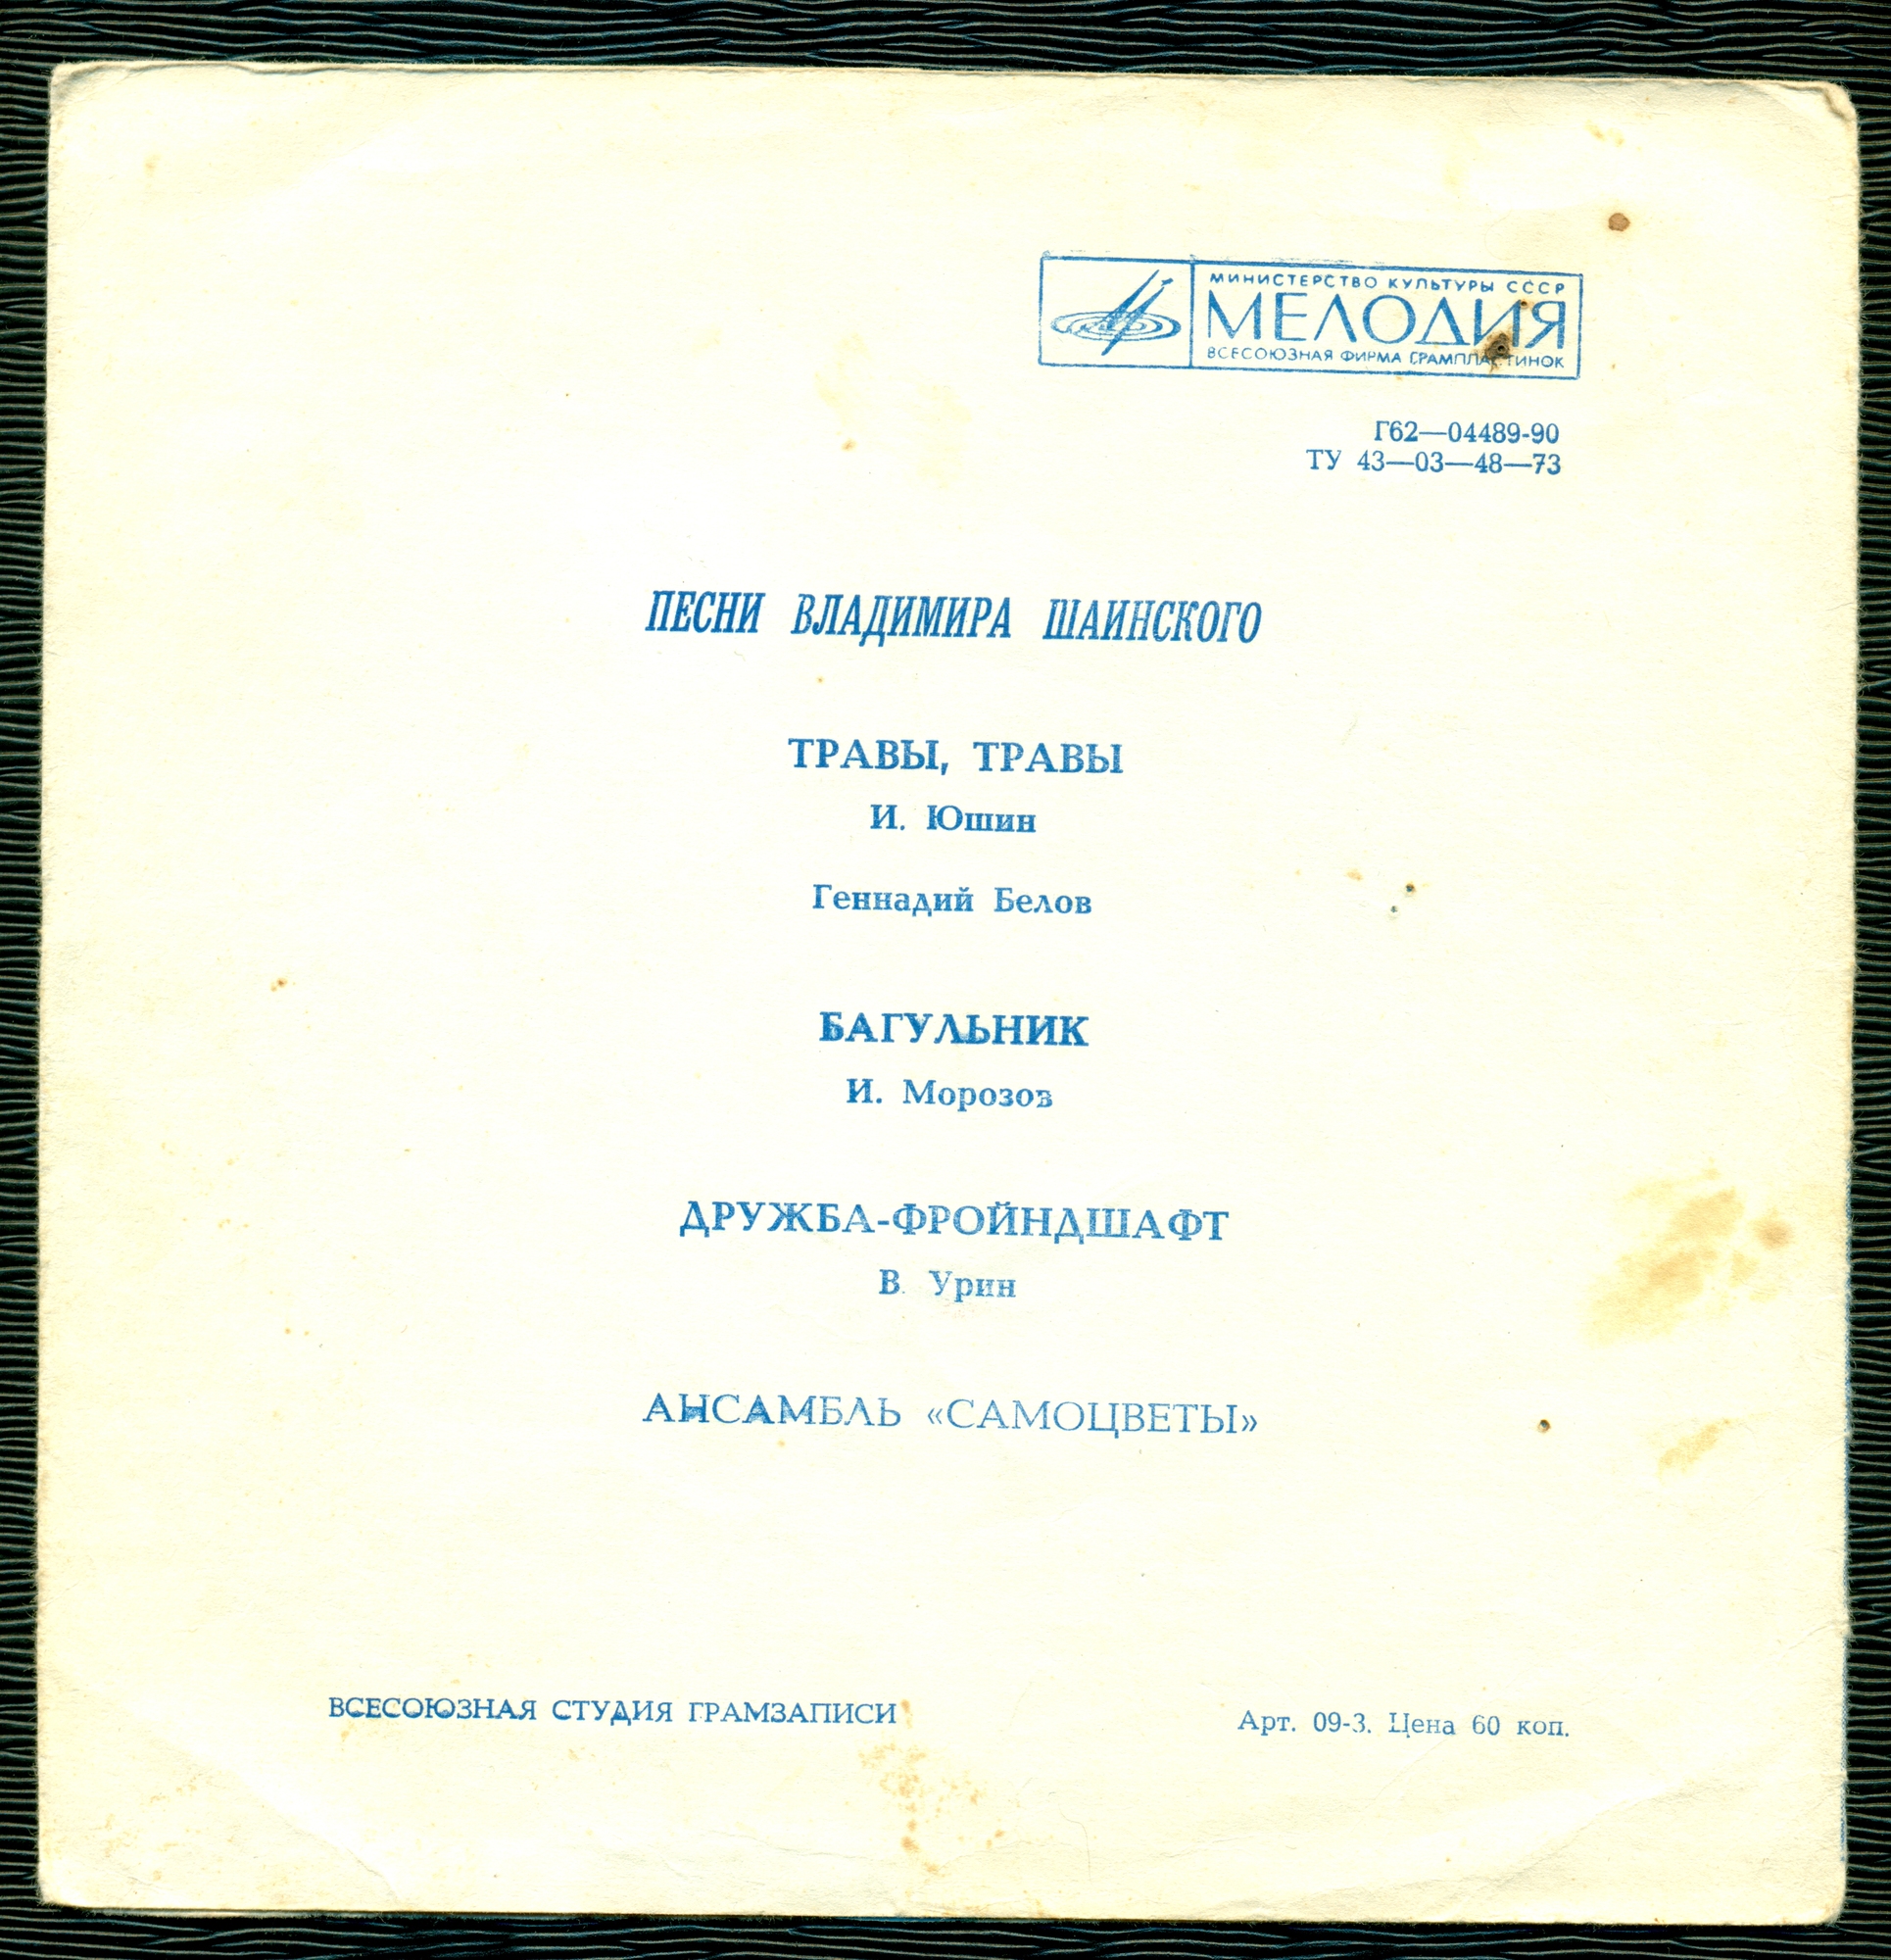 МИНИСТЕРСТВО КУЛЬТУРЫ СССР
МЕЛОДИЯ
ВСЕСОЮЗНАЯ ФИРМА ГРАМПЛАСТИНОК
Г62—04489-90
ТУ 43—03—48—73
ПЕСНИ ВЛАДИМИРА ШАИНСКОГО
ТРАВЫ, ТРАВЫ
И. Юшин
Геннадий Белов
БАГУЛЬНИК
И. Морозов
ДРУЖБА-ФРОЙНДШАФТ
В. Урин
АНСАМБЛЬ «САМОЦВЕТЫ»
ВСЕСОЮЗНАЯ СТУДИЯ ГРАМЗАПИСИ
Арт. 09-3. Цена 60 коп.